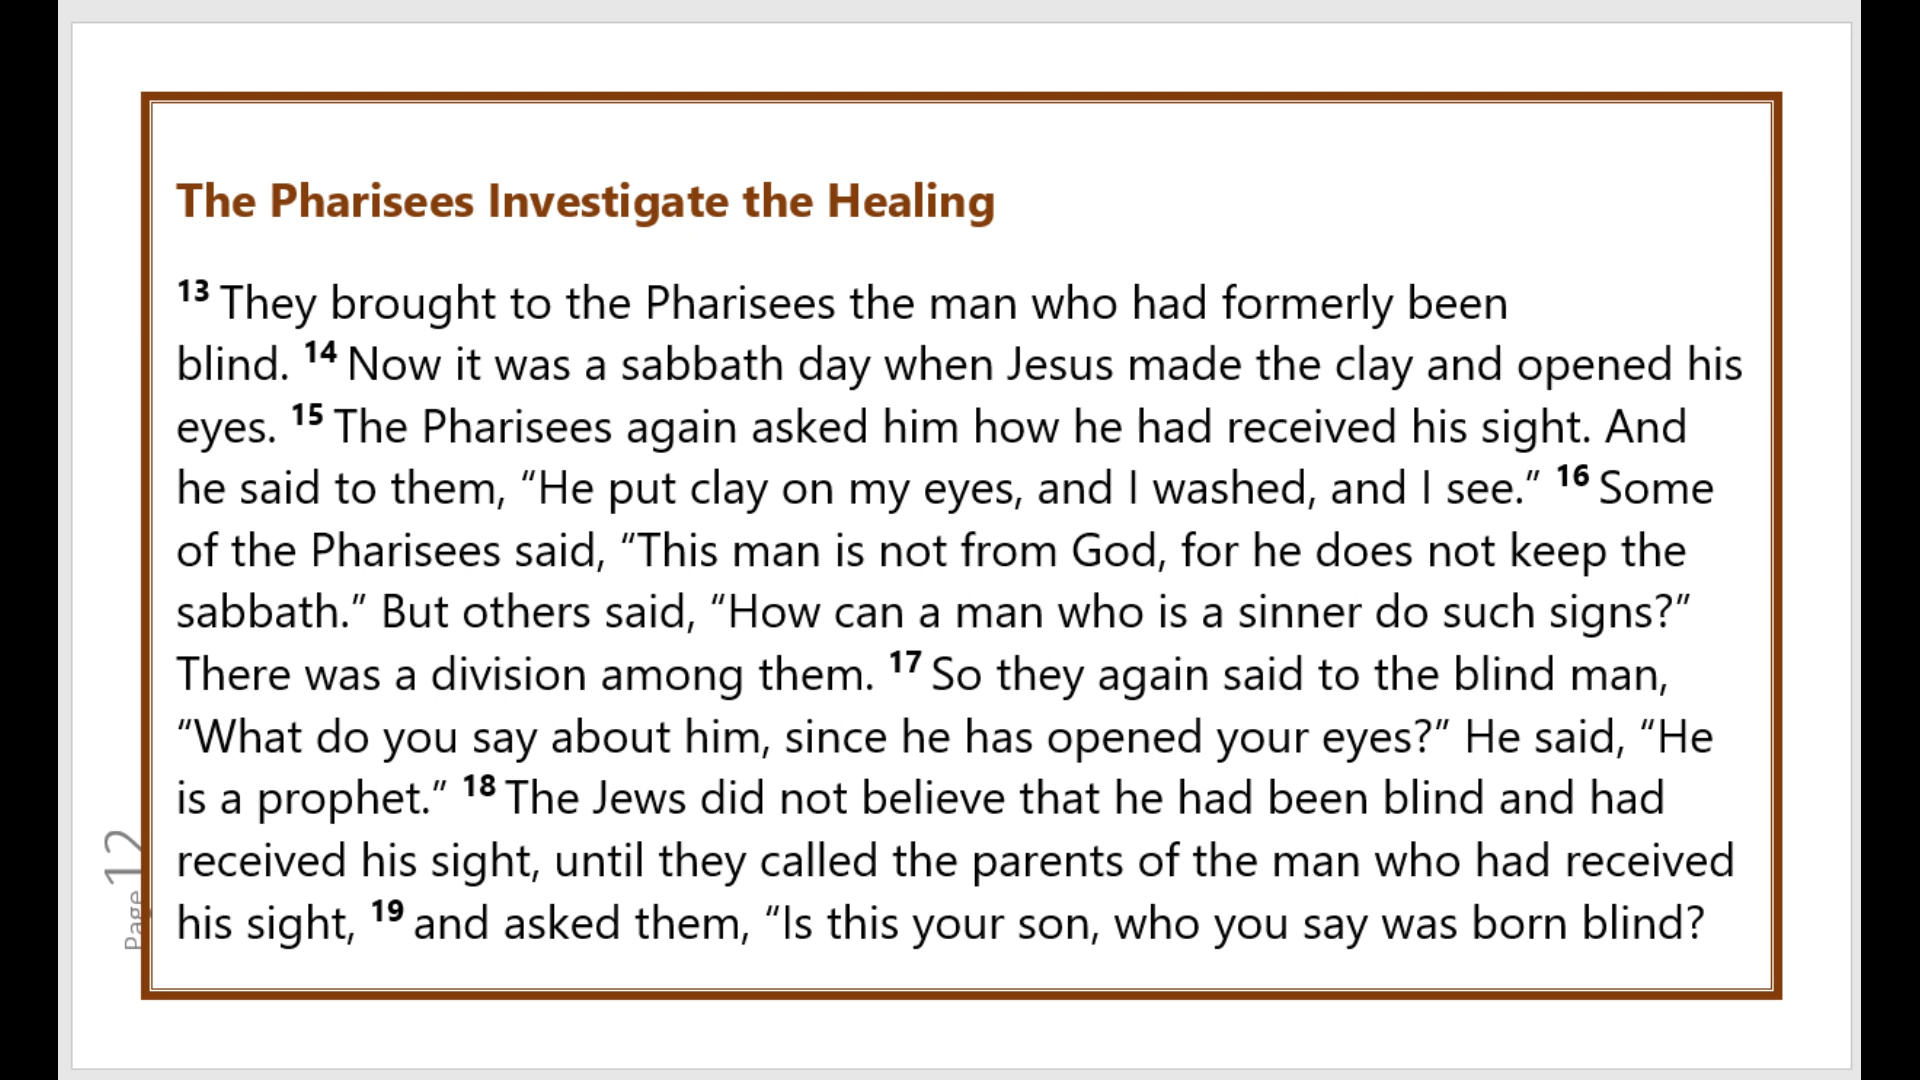 The Pharisees Investigate the Healing
13 They brought to the Pharisees the man who had formerly been
blind. 14 Now it was a sabbath day when Jesus made the clay and opened his
eyes. 15 The Pharisees again asked him how he had received his sight. And
he said to them, “He put clay on my eyes, and I washed, and I see.” 16 Some
of the Pharisees said, “This man is not from God, for he does not keep the
sabbath.” But others said, “How can a man who is a sinner do such signs?”
There was a division among them. 17 So they again said to the blind man,
“What do you say about him, since he has opened your eyes?” He said, “He
is a prophet.” 18 The Jews did not believe that he had been blind and had
received his sight, until they called the parents of the man who had received
his sight, 19 and asked them, “Is this your son, who you say was born blind?
Page 12